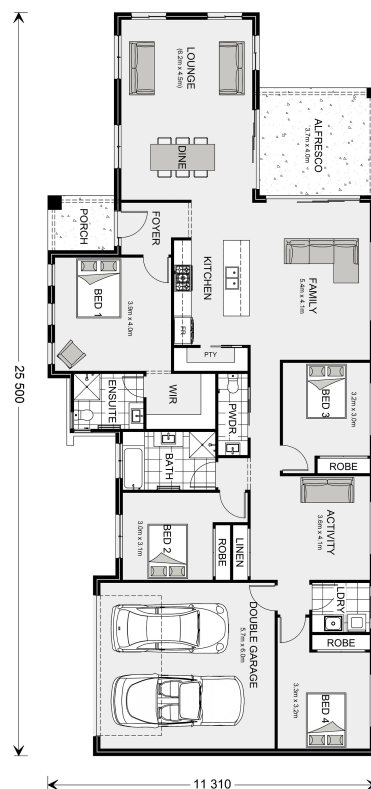 LOUNGE
(6.2m x 4.5m)
DINE
ALFRESCO
3.7m x 4.0m
PORCH
FOYER
KITCHEN
FAMILY
5.4m x 4.1m
BED 1
3.9m x 4.0m
FR
PTY
ENSUITE
WIR
PWDR
BED 3
3.2m x 3.0m
ROBE
BATH
ACTIVITY
3.6m x 4.1m
BED 2
3.0m x 3.1m
ROBE
LINEN
LDRY
ROBE
DOUBLE GARAGE
5.7m x 6.0m
BED 4
3.3m x 3.2m
25 500
11 310